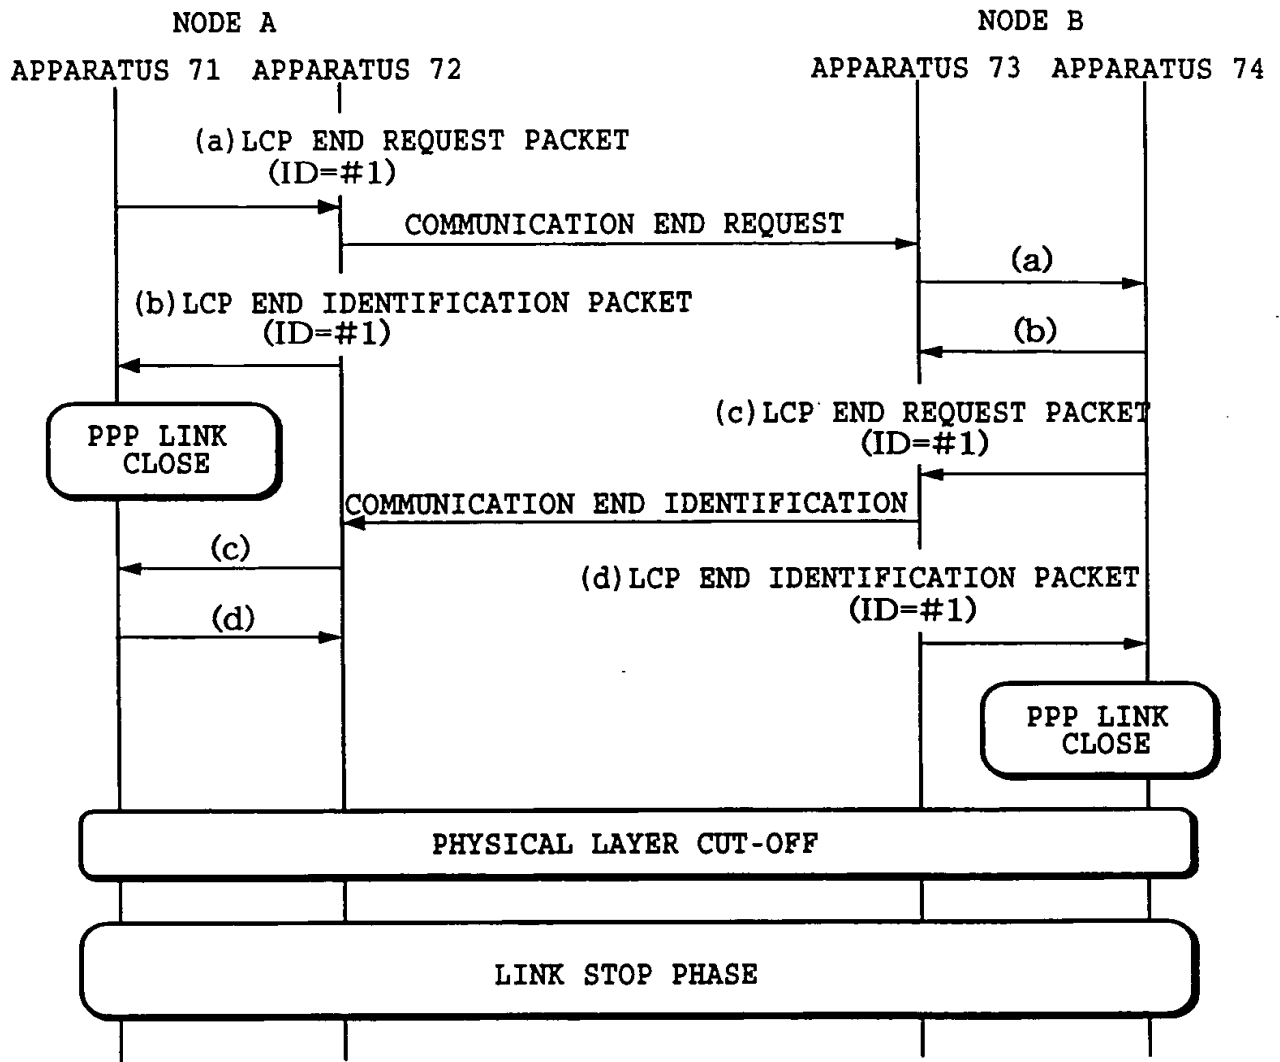 NODE A
NODE B
APPARATUS 71 APPARATUS 72
APPARATUS 73 APPARATUS 74
(a) LCP END REQUEST PACKET
(ID=#1)
COMMUNICATION END REQUEST
(a)
(b) LCP END IDENTIFICATION PACKET
(ID=#1)
(b)
PPP LINK
CLOSE
(c) LCP END REQUEST PACKET
(ID=#1)
COMMUNICATION END IDENTIFICATION
(c)
(d) LCP END IDENTIFICATION PACKET
(ID=#1)
(d)
PPP LINK
CLOSE
PHYSICAL LAYER CUT-OFF
LINK STOP PHASE